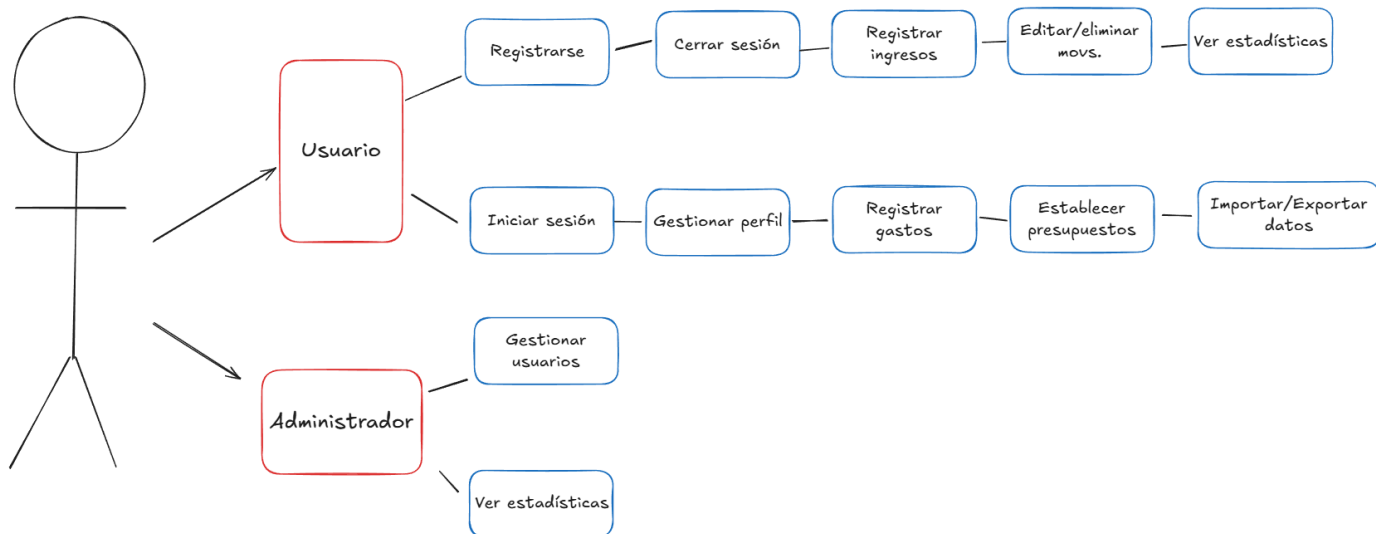 Registrarse
Cerrar sesión
Registrar
ingresos
Editar/eliminar
movs.
Ver estadísticas
Usuario
Iniciar sesión
Gestionar perfil
Registrar
gastos
Establecer
presupuestos
Importar/Exportar
datos
Gestionar
usuarios
Administrador
Ver estadísticas